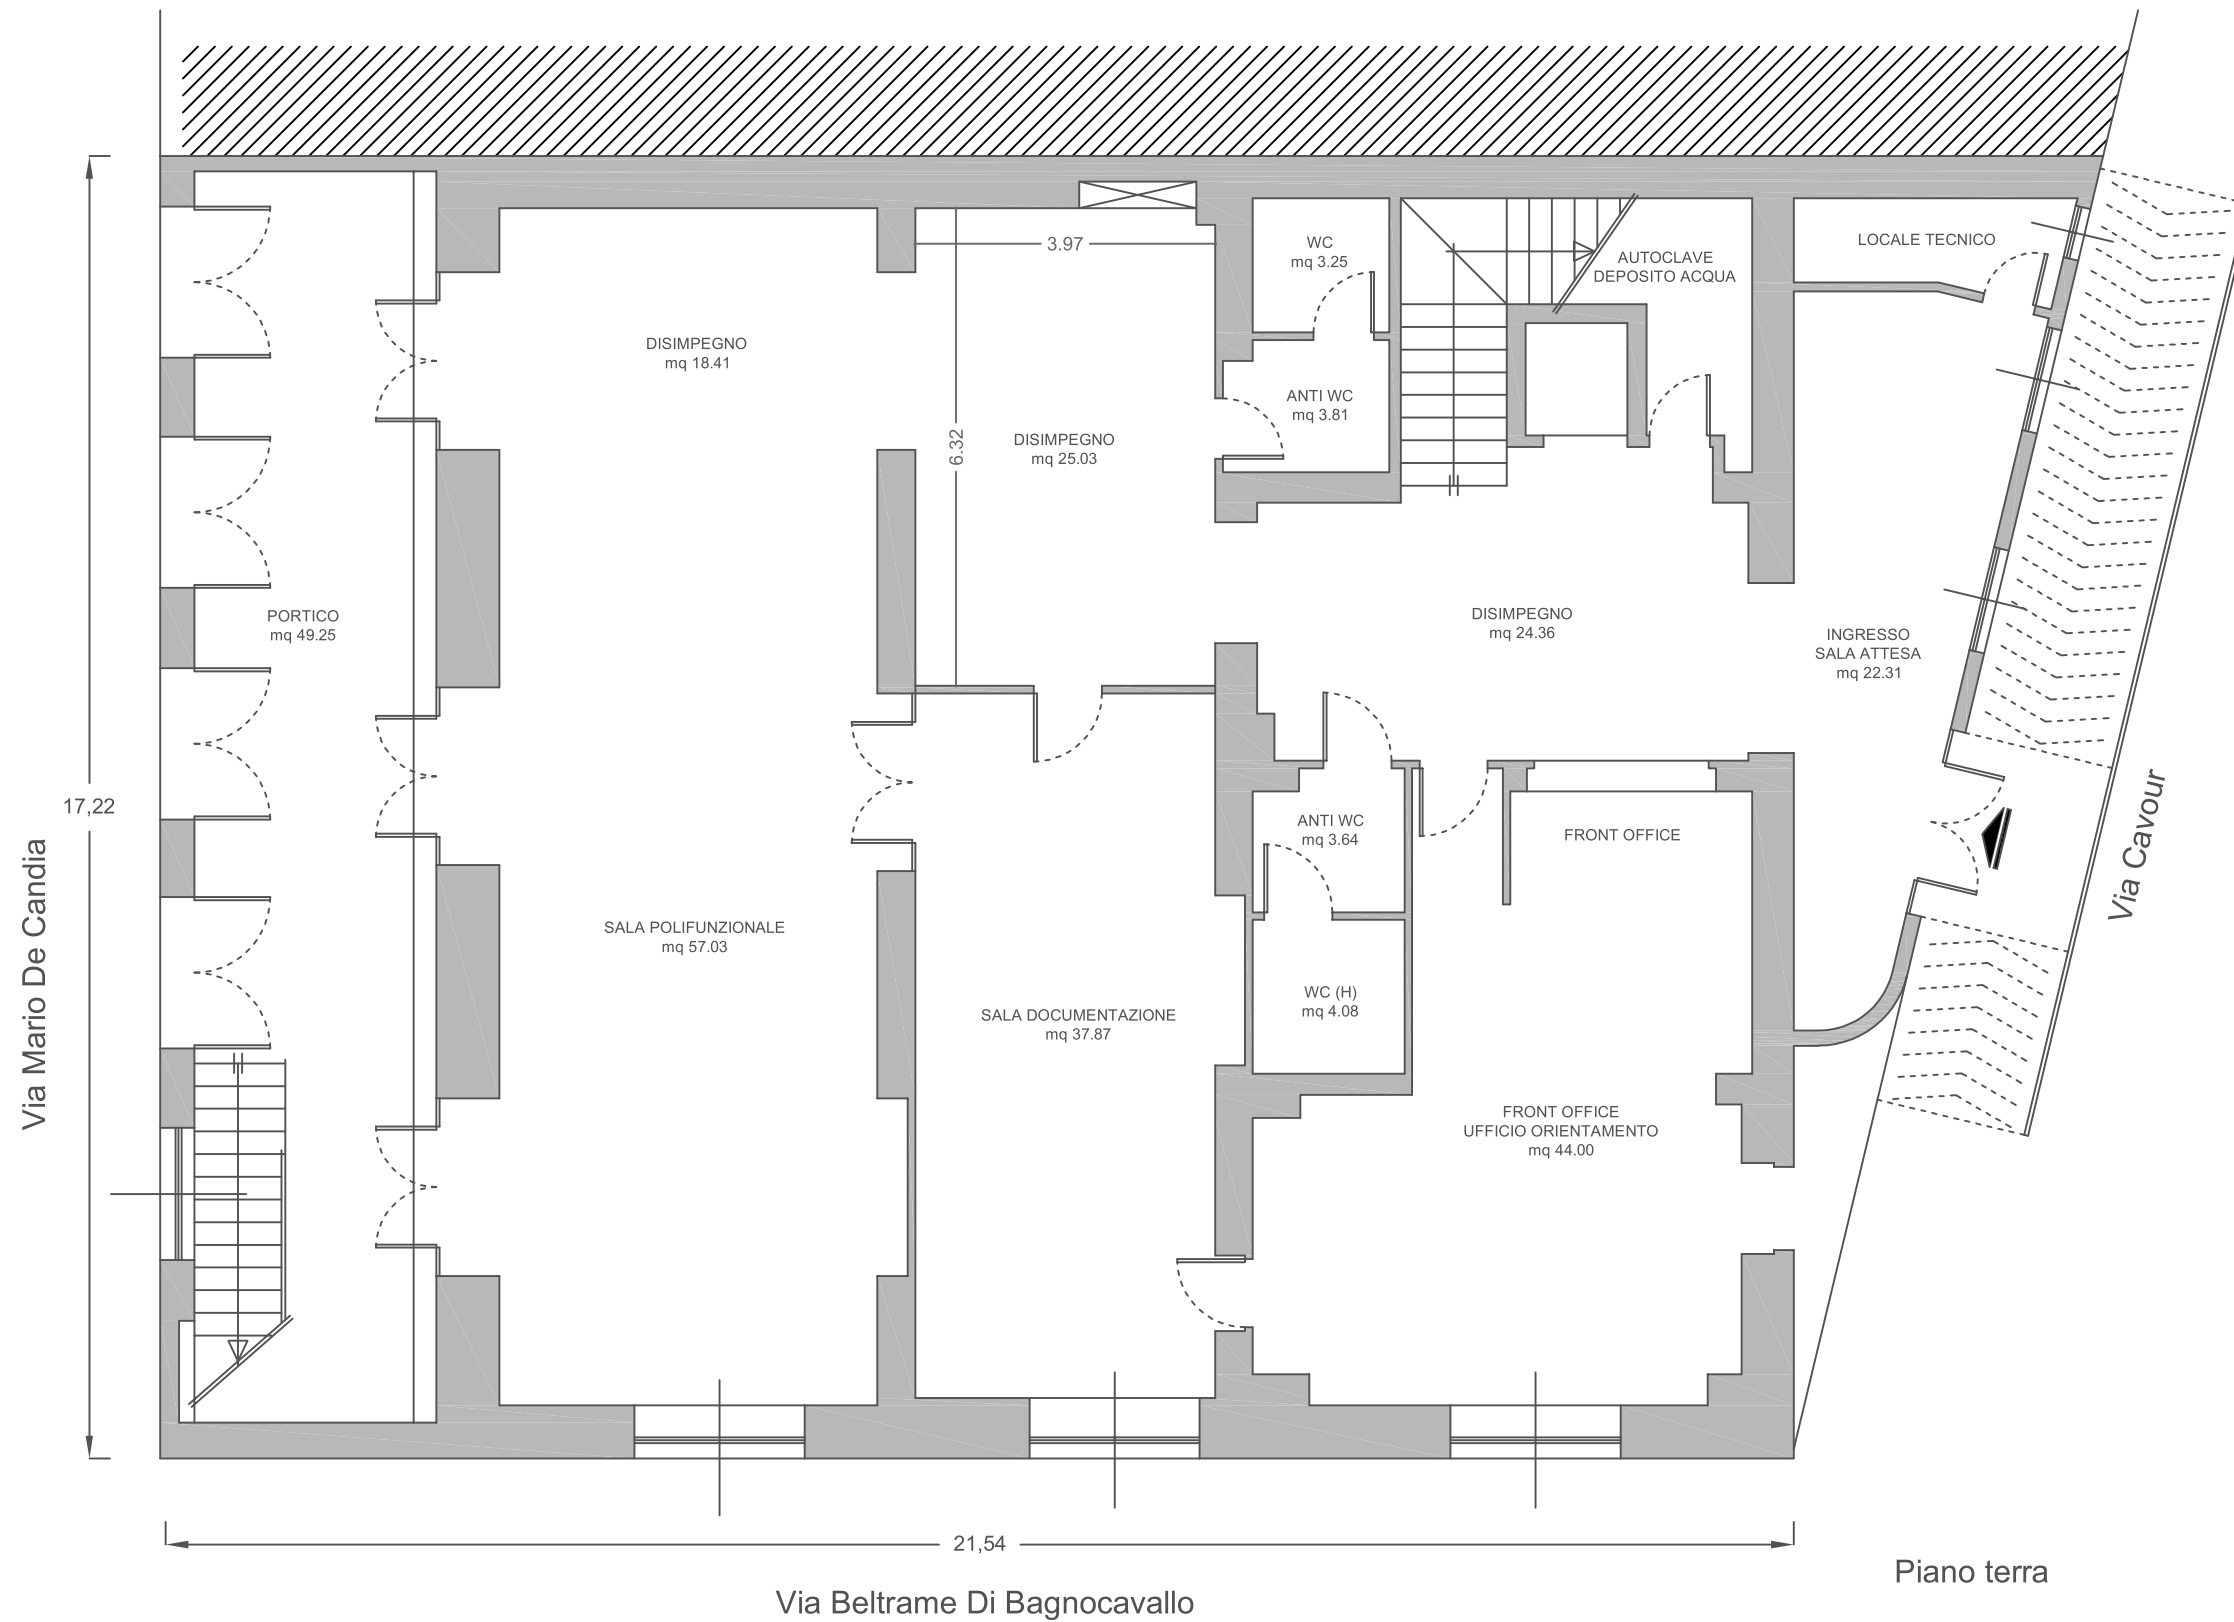 3.97
WC
mq 3.25
LOCALE TECNICO
AUTOCLAVE
DEPOSITO ACQUA
DISIMPEGNO
mq 18.41
ANTI WC
mq 3.81
6.32
DISIMPEGNO
mq 25.03
PORTICO
mq 49.25
DISIMPEGNO
mq 24.36
INGRESSO
SALA ATTESA
mq 22.31
17,22
Via Mario De Candia
ANTI WC
mq 3.64
FRONT OFFICE
Via Cavour
SALA POLIFUNZIONALE
mq 57.03
WC (H)
mq 4.08
SALA DOCUMENTAZIONE
mq 37.87
FRONT OFFICE
UFFICIO ORIENTAMENTO
mq 44.00
21,54
Piano terra
Via Beltrame Di Bagnocavallo